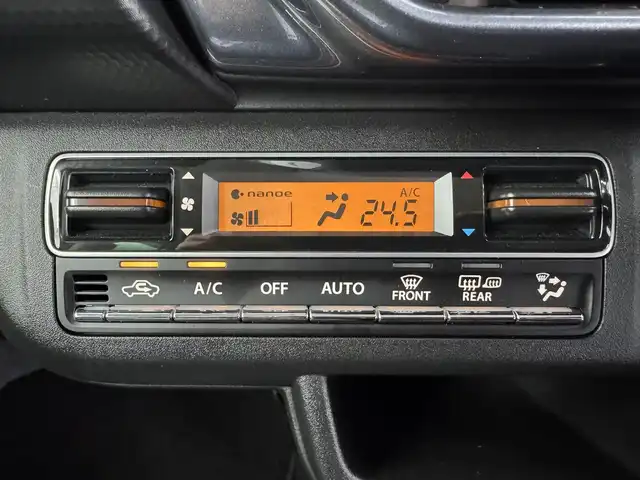 nanoe
A/C
24.5
A/C
OFF
AUTO
FRONT
REAR